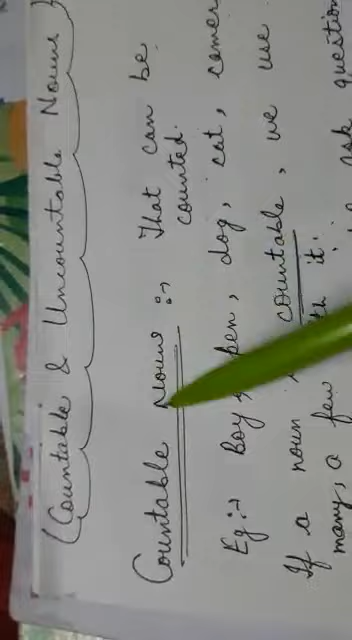 (Countable & Uncountable Nouns)
Countable Nouns :→ That can be
counted.
Eg :→ Boy, pen, dog, cat,
If a noun countable, we use
many, a few with it.
ask question